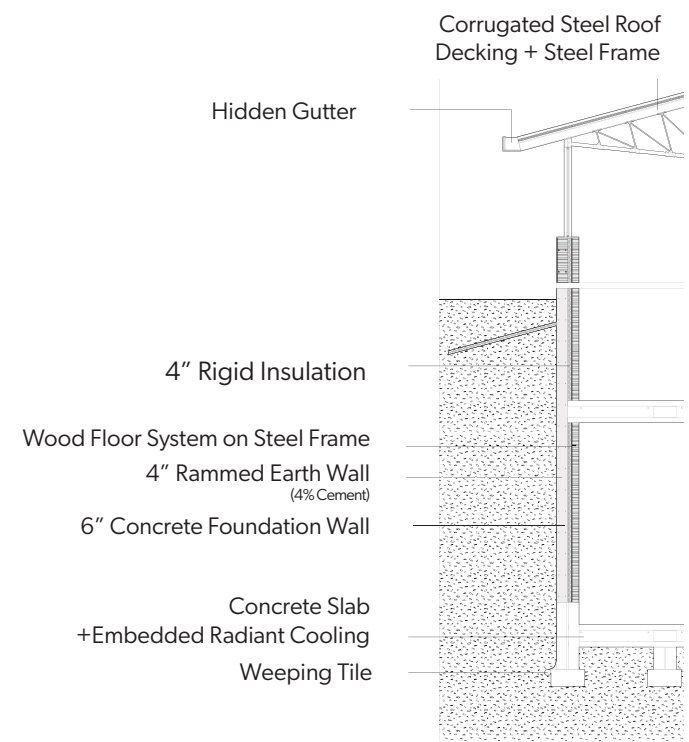 Corrugated Steel Roof
Decking + Steel Frame
Hidden Gutter
4” Rigid Insulation
Wood Floor System on Steel Frame
4” Rammed Earth Wall
(4% Cement)
6” Concrete Foundation Wall
Concrete Slab
+Embedded Radiant Cooling
Weeping Tile